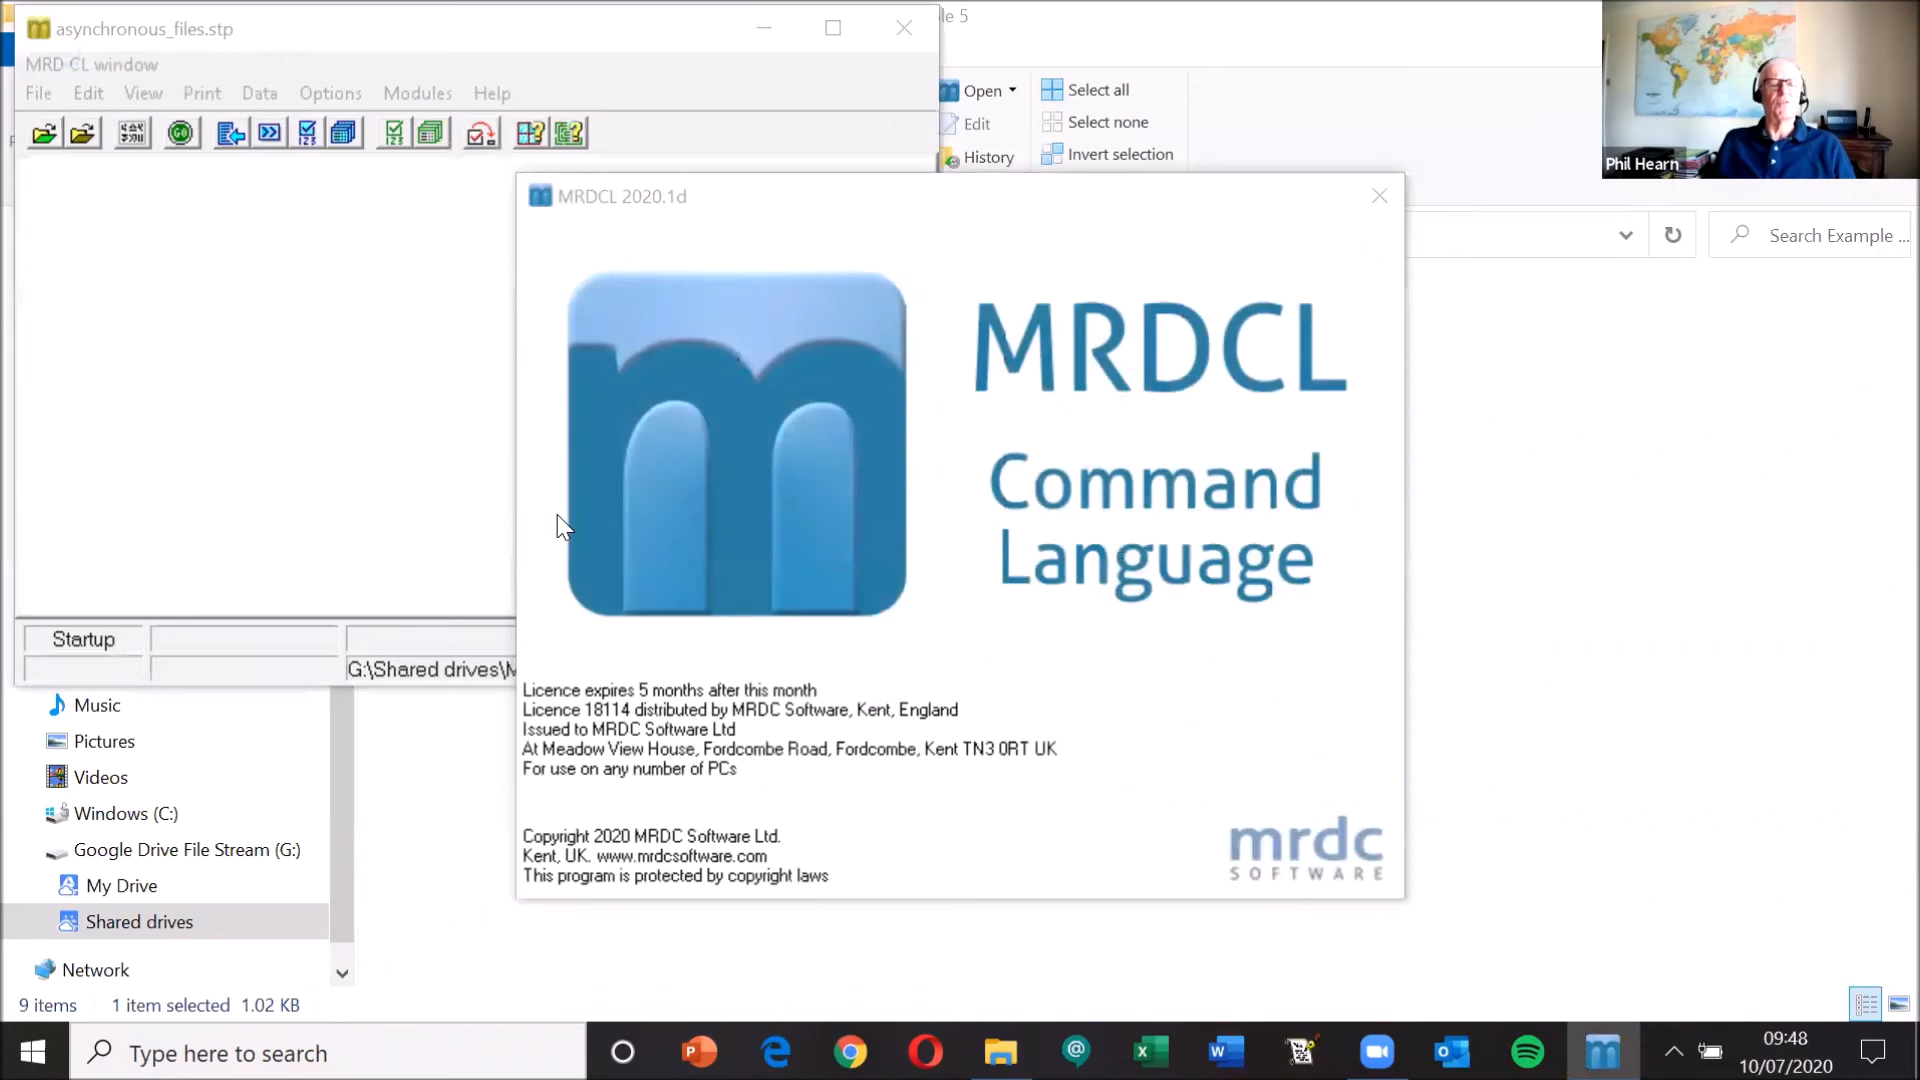 asynchronous_files.stp
MRD CL window
File Edit View Print Data Options Modules Help
le 5
Open
Edit
History
Select all
Select none
Invert selection
Phil Hearn
Search Example ...
MRDCL 2020.1d
MRDCL
Command
Language
Licence expires 5 months after this month
Licence 18114 distributed by MRDC Software, Kent, England
Issued to MRDC Software Ltd
At Meadow View House, Fordcombe Road, Fordcombe, Kent TN3 0RT UK
For use on any number of PCs
Copyright 2020 MRDC Software Ltd.
Kent, UK. www.mrdcsoftware.com
This program is protected by copyright laws
mrdc
SOFTWARE
Startup
G:\Shared drives\M
Music
Pictures
Videos
Windows (C:)
Google Drive File Stream (G:)
My Drive
Shared drives
Network
9 items 1 item selected 1.02 KB
Type here to search
09:48
10/07/2020